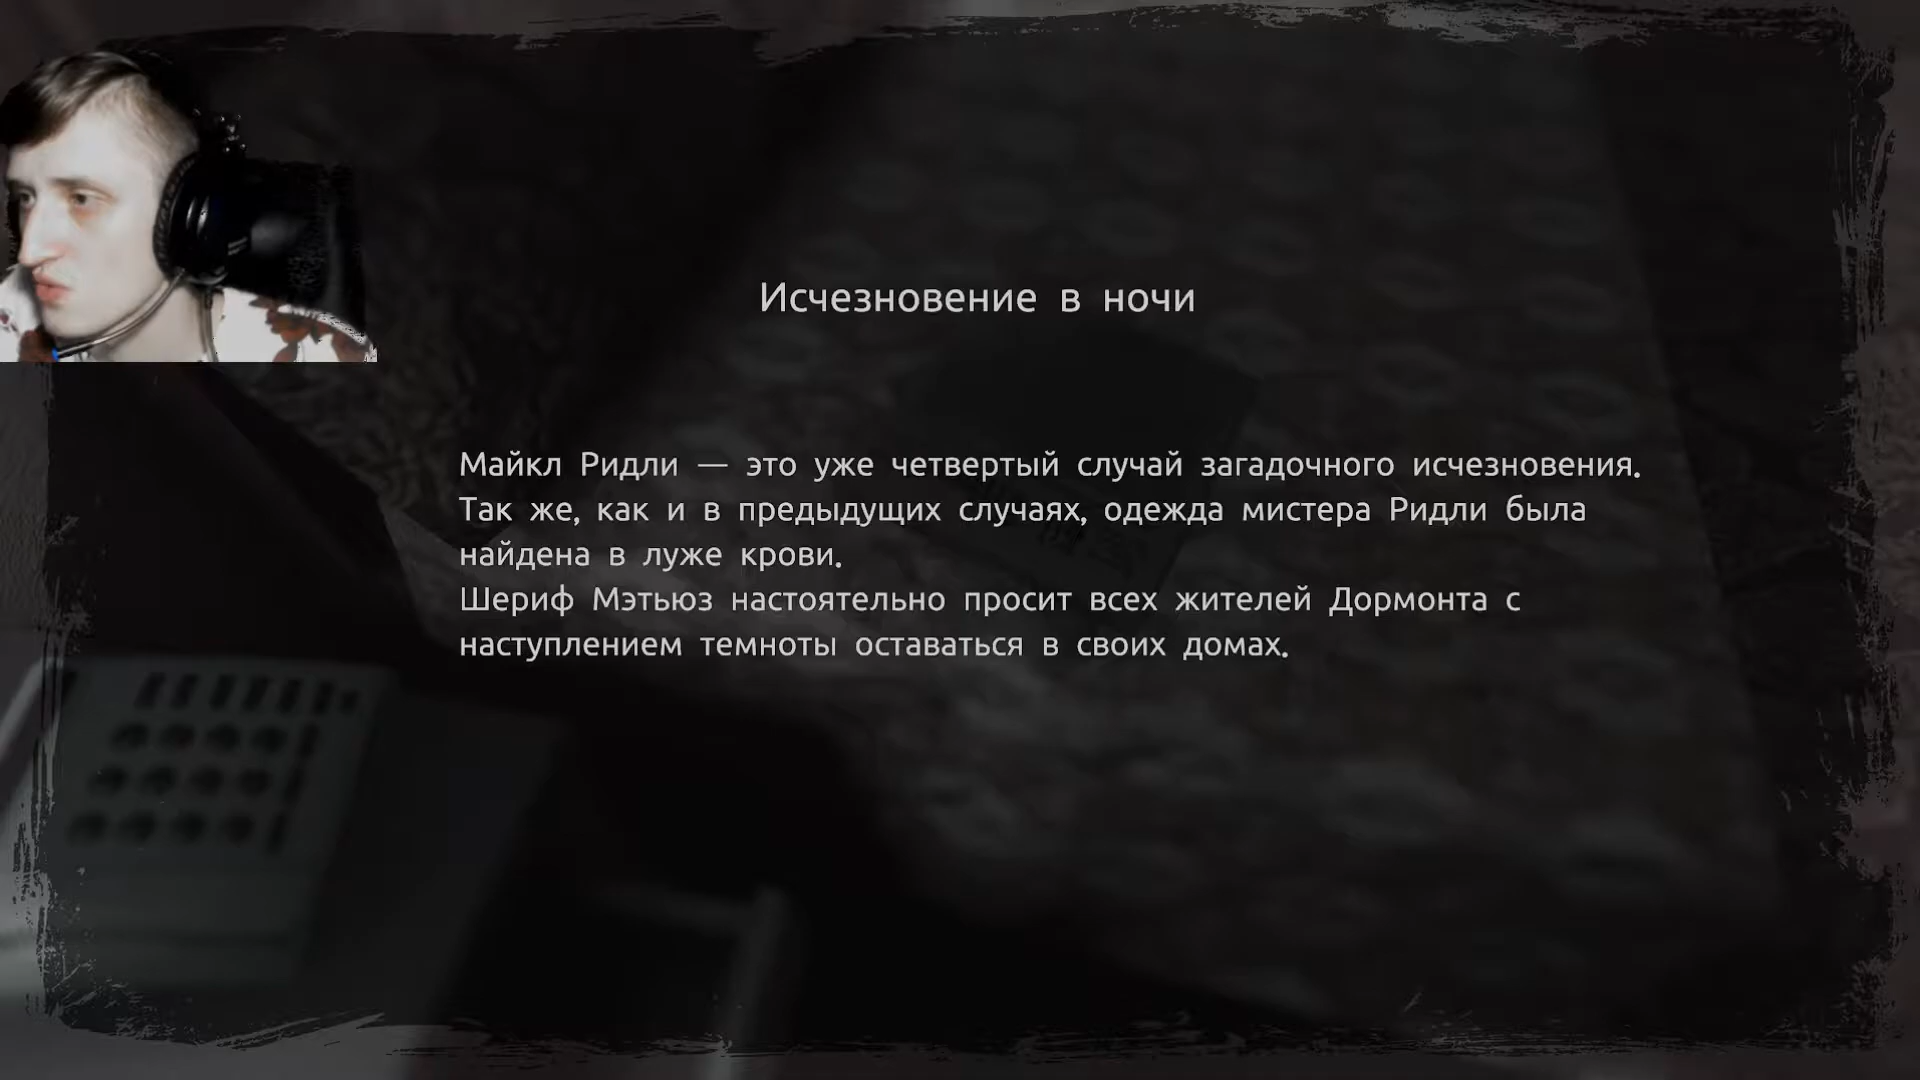 Исчезновение в ночи
Майкл Ридли — это уже четвертый случай загадочного исчезновения.
Так же, как и в предыдущих случаях, одежда мистера Ридли была
найдена в луже крови.
Шериф Мэтьюз настоятельно просит всех жителей Дормонта с
наступлением темноты оставаться в своих домах.